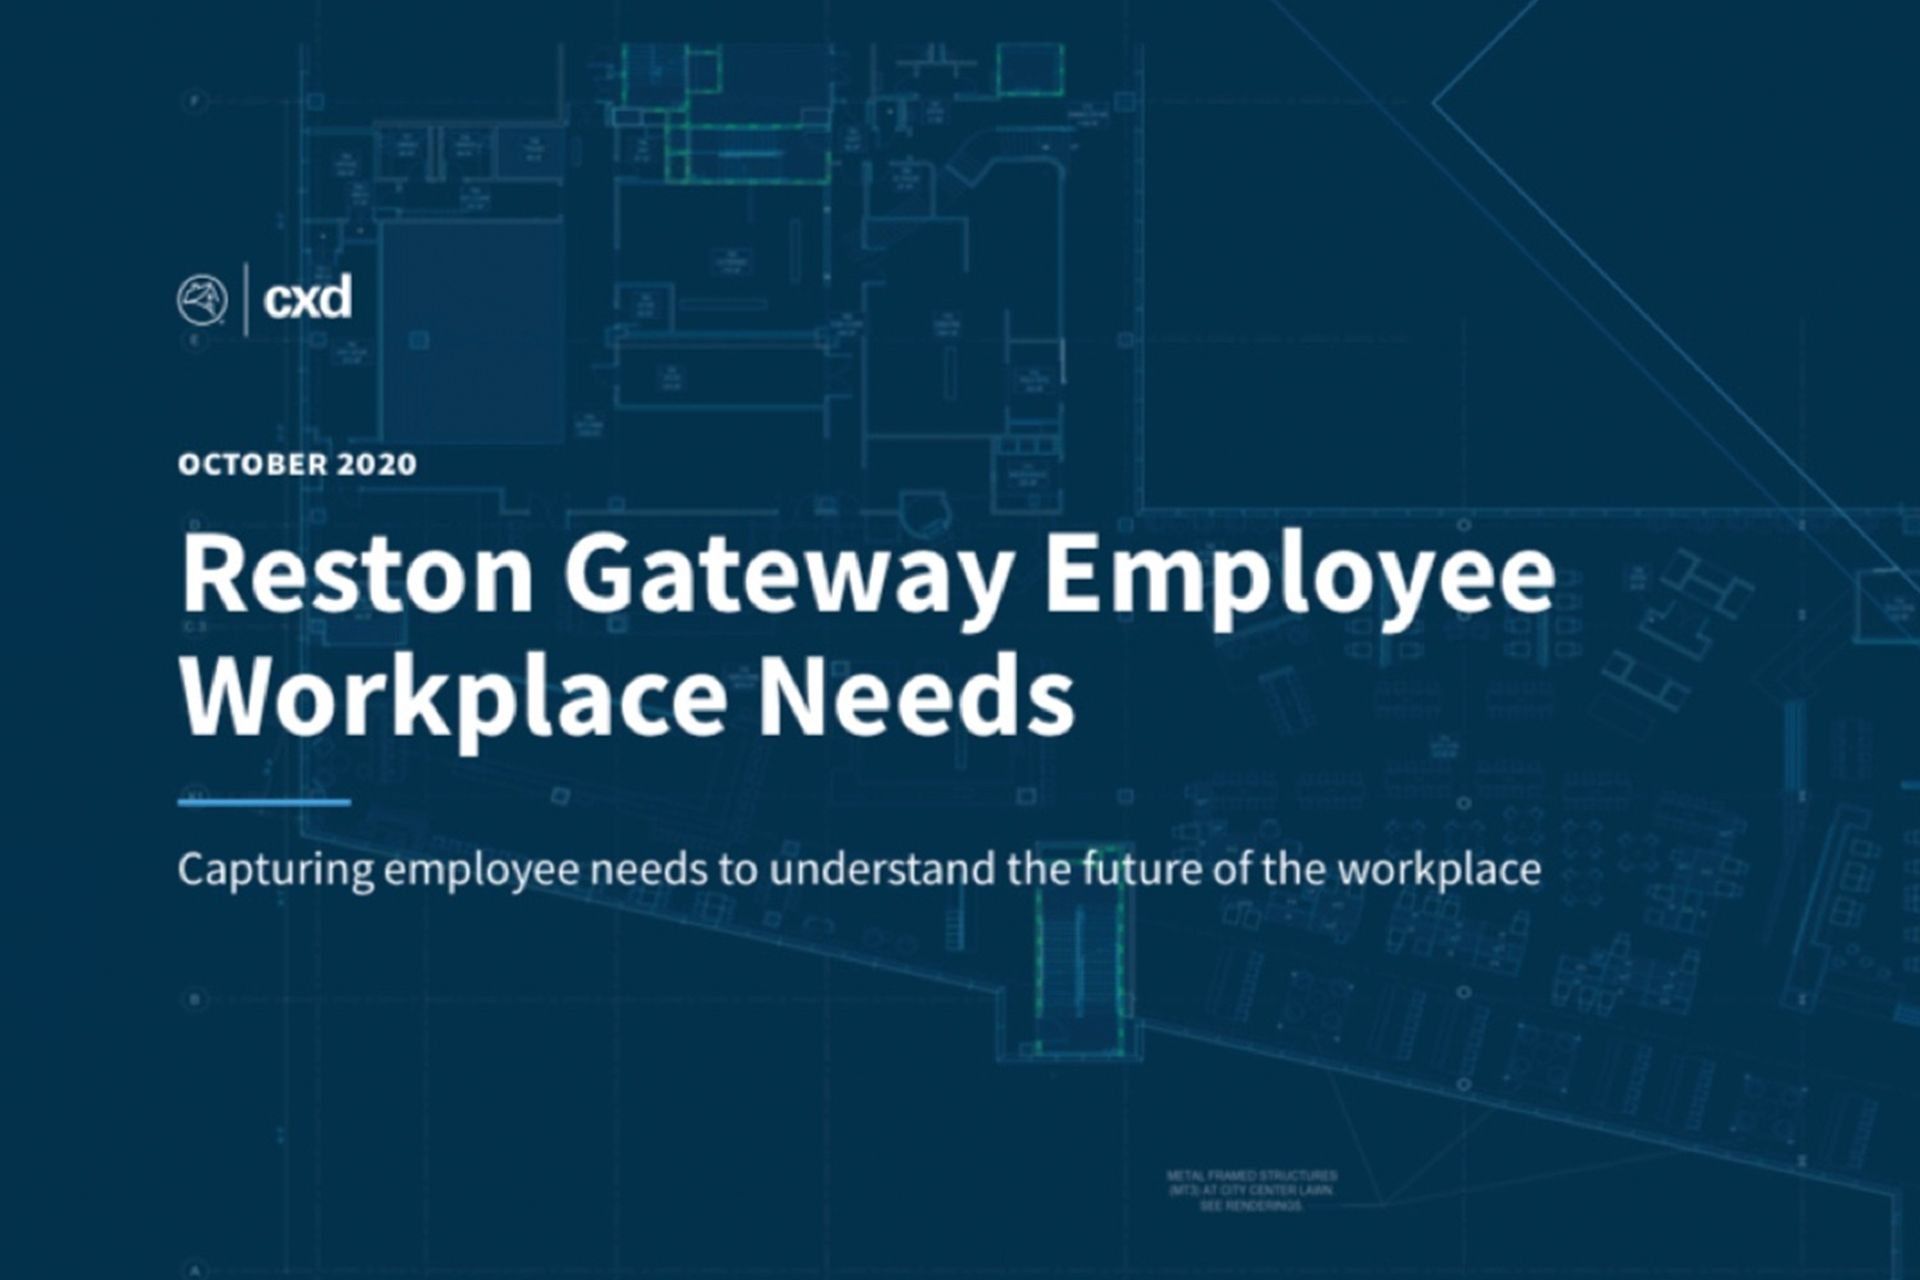 F
cxd
E
OCTOBER 2020
D
Reston Gateway Employee
Workplace Needs
Capturing employee needs to understand the future of the workplace
B
METAL FRAMED STRUCTURES
(MT3) AT CITY CENTER LAWN.
SEE RENDERINGS.
A